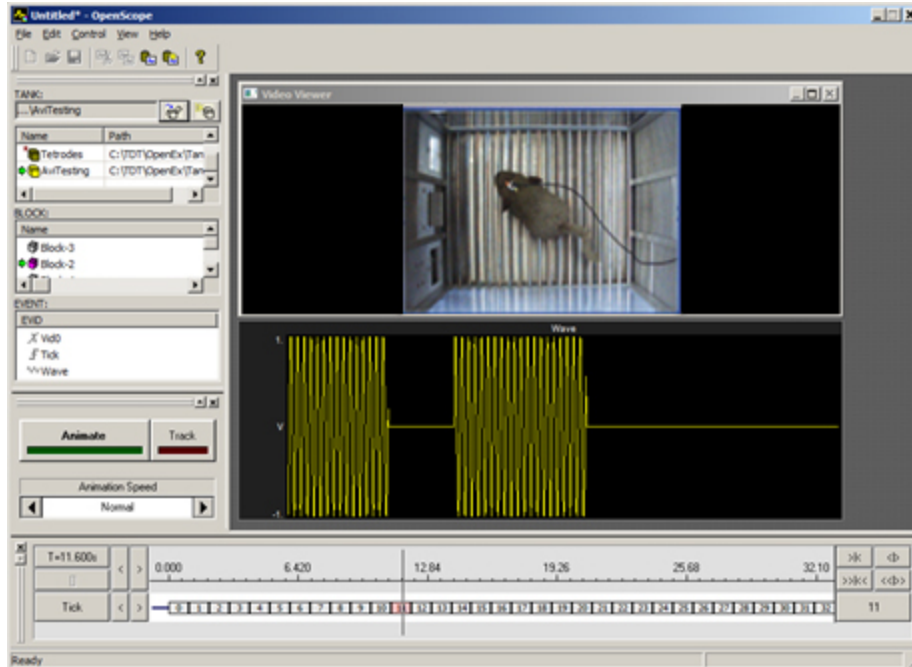 Untitled* - OpenScope
File Edit Control View Help
TANK:
...\AviTesting
Name Path
Tetrodes C:\TDT\OpenEx\Tan
AviTesting C:\TDT\OpenEx\Tan
BLOCK:
Name
Block-3
Block-2
EVENT:
EVID
Vid0
Tick
Wave
Animate Track
Animation Speed
Normal
Video Viewer
Wave
1.
V
-1.
T=11.600s < > 0.000 6.420 12.84 19.26 25.68 32.10 >|< <|>
>>|<< <<|>>
Tick < > 0 1 2 3 4 5 6 7 8 9 10 11 12 13 14 15 16 17 18 19 20 21 22 23 24 25 26 27 28 29 30 31 32 11
Ready